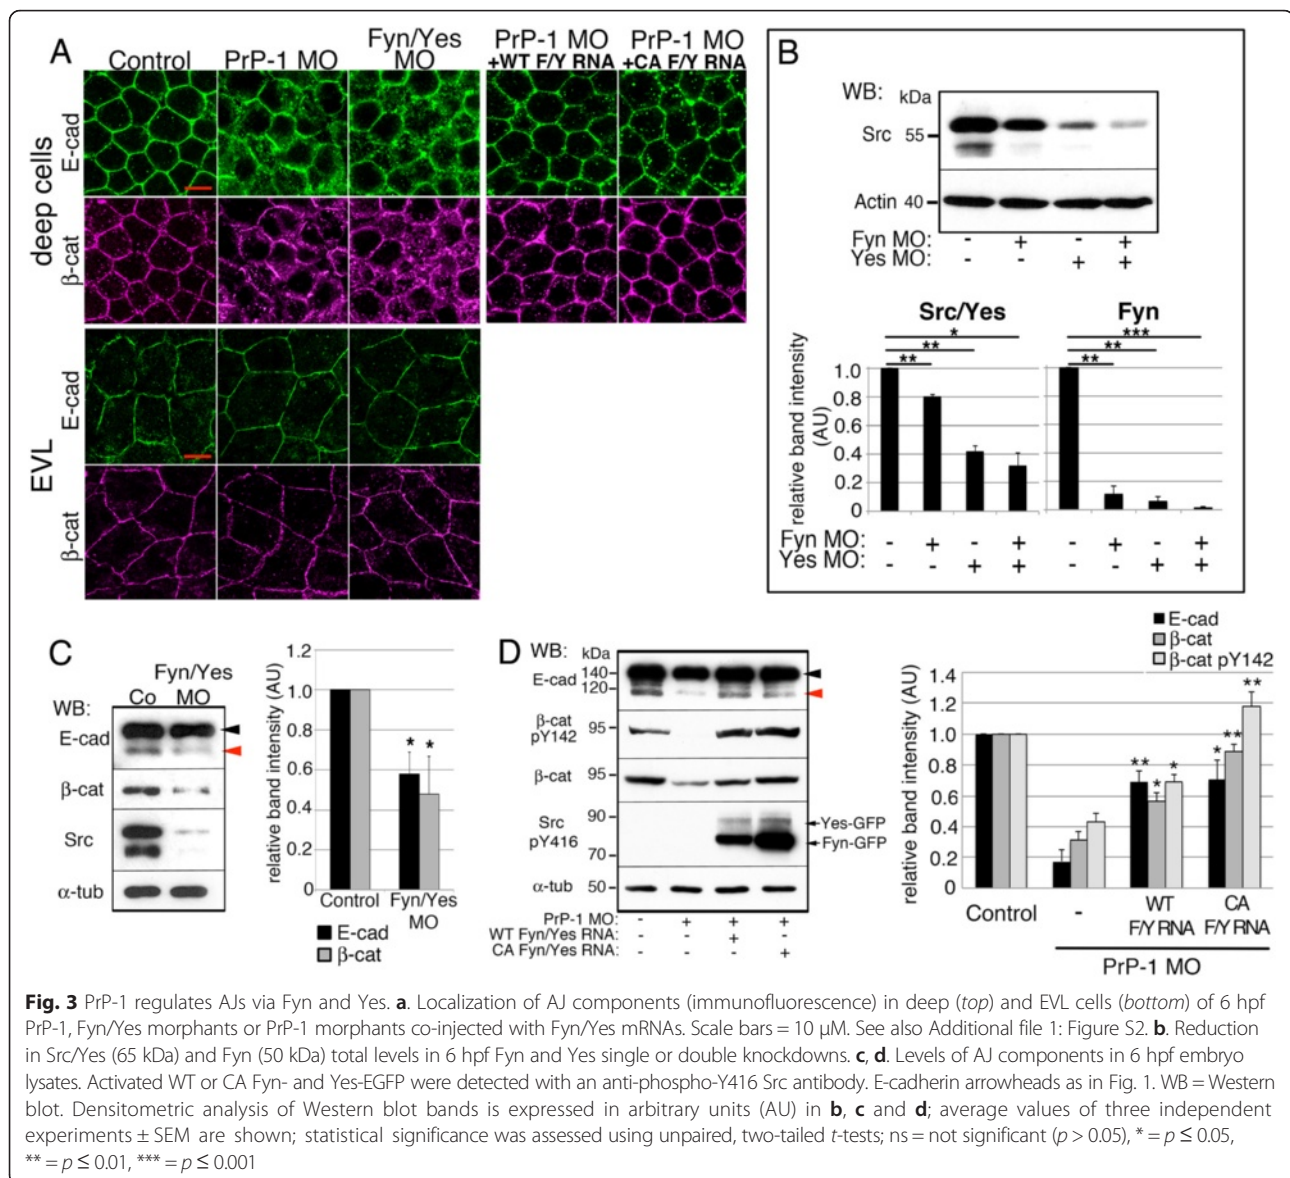 A
Control
PrP-1 MO
Fyn/Yes
MO
PrP-1 MO
+WT F/Y RNA
PrP-1 MO
+CA F/Y RNA
deep cells
E-cad
β-cat
EVL
E-cad
β-cat
B
WB: kDa
Src 55
Actin 40
Fyn MO: - + - +
Yes MO: - - + +
Src/Yes
*
**
**
Fyn
***
**
**
relative band intensity
(AU)
1.0
0.8
0.6
0.4
0.2
0
Fyn MO: - + - + - + - +
Yes MO: - - + + - - + +
C
Fyn/Yes
Co MO
WB:
E-cad
β-cat
Src
α-tub
relative band intensity (AU)
1.2
1.0
0.8
0.6
0.4
0.2
0
* *
Control
Fyn/Yes
MO
E-cad
β-cat
D
WB: kDa
E-cad 140
120
β-cat
pY142
95
β-cat 95
Src
pY416
90
70
Yes-GFP
Fyn-GFP
α-tub 50
PrP-1 MO: - + + +
WT Fyn/Yes RNA: - - + -
CA Fyn/Yes RNA: - - - +
E-cad
β-cat
β-cat pY142
relative band intensity (AU)
1.4
1.2
1.0
0.8
0.6
0.4
0.2
0
** * *
* ** **
Control
-
WT
F/Y RNA
CA
F/Y RNA
PrP-1 MO
Fig. 3 PrP-1 regulates AJs via Fyn and Yes. a. Localization of AJ components (immunofluorescence) in deep (top) and EVL cells (bottom) of 6 hpf
PrP-1, Fyn/Yes morphants or PrP-1 morphants co-injected with Fyn/Yes mRNAs. Scale bars = 10 μM. See also Additional file 1: Figure S2. b. Reduction
in Src/Yes (65 kDa) and Fyn (50 kDa) total levels in 6 hpf Fyn and Yes single or double knockdowns. c, d. Levels of AJ components in 6 hpf embryo
lysates. Activated WT or CA Fyn- and Yes-EGFP were detected with an anti-phospho-Y416 Src antibody. E-cadherin arrowheads as in Fig. 1. WB = Western
blot. Densitometric analysis of Western blot bands is expressed in arbitrary units (AU) in b, c and d; average values of three independent
experiments ± SEM are shown; statistical significance was assessed using unpaired, two-tailed t-tests; ns = not significant (p > 0.05), * = p ≤ 0.05,
** = p ≤ 0.01, *** = p ≤ 0.001